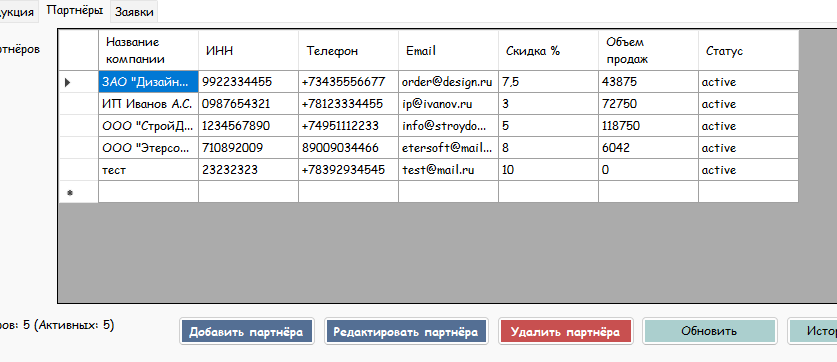 укция Партнёры Заявки
ртнёров
Название компании ИНН Телефон Email Скидка % Объем продаж Статус
ЗАО "Дизайн... 9922334455 +73435556677 order@design.ru 7,5 43875 active
ИП Иванов А.С. 0987654321 +78123334455 ip@ivanov.ru 3 72750 active
ООО "СтройД... 1234567890 +74951112233 info@stroydo... 5 118750 active
ООО "Этерсо... 710892009 89009034466 etersoft@mail... 8 6042 active
тест 23232323 +78392934545 test@mail.ru 10 0 active
ров: 5 (Активных: 5)
Добавить партнёра Редактировать партнёра Удалить партнёра Обновить Истор